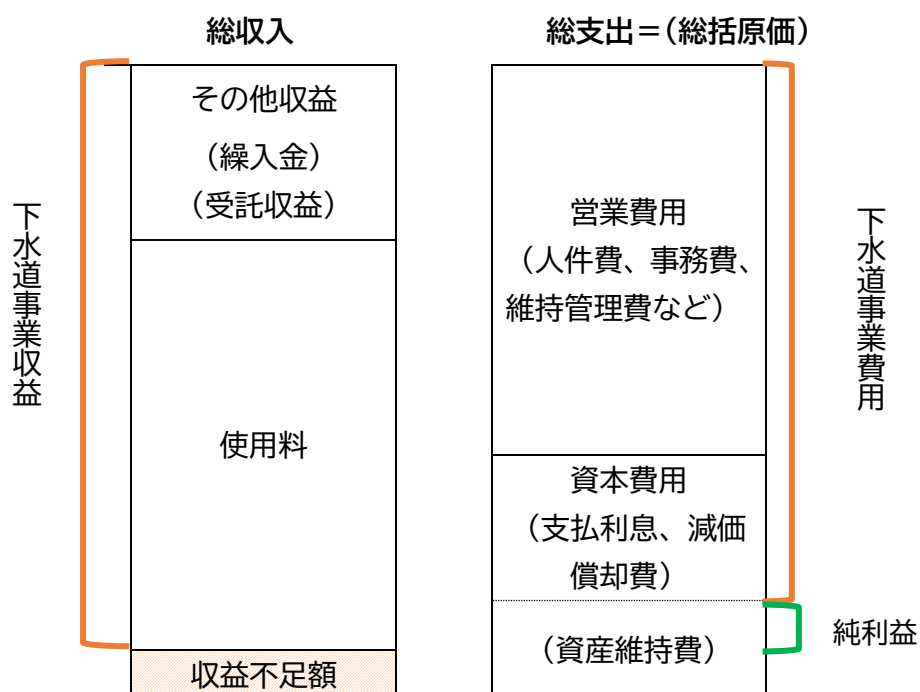 総収入
その他収益
（繰入金）
（受託収益）
使用料
収益不足額
下水道事業収益
総支出＝（総括原価）
営業費用
（人件費、事務費、
維持管理費など）
資本費用
（支払利息、減価
償却費）
（資産維持費）
下水道事業費用
純利益